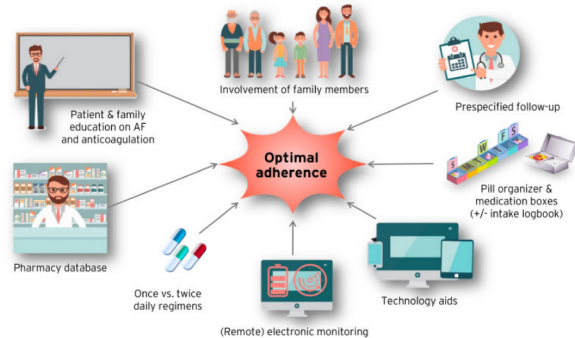 Patient & family
education on AF
and anticoagulation
Involvement of family members
Prespecified follow-up
Optimal
adherence
Pharmacy database
Once vs. twice
daily regimens
(Remote) electronic monitoring
Technology aids
S M T W T F S
Pill organizer &
medication boxes
(+/- intake logbook)